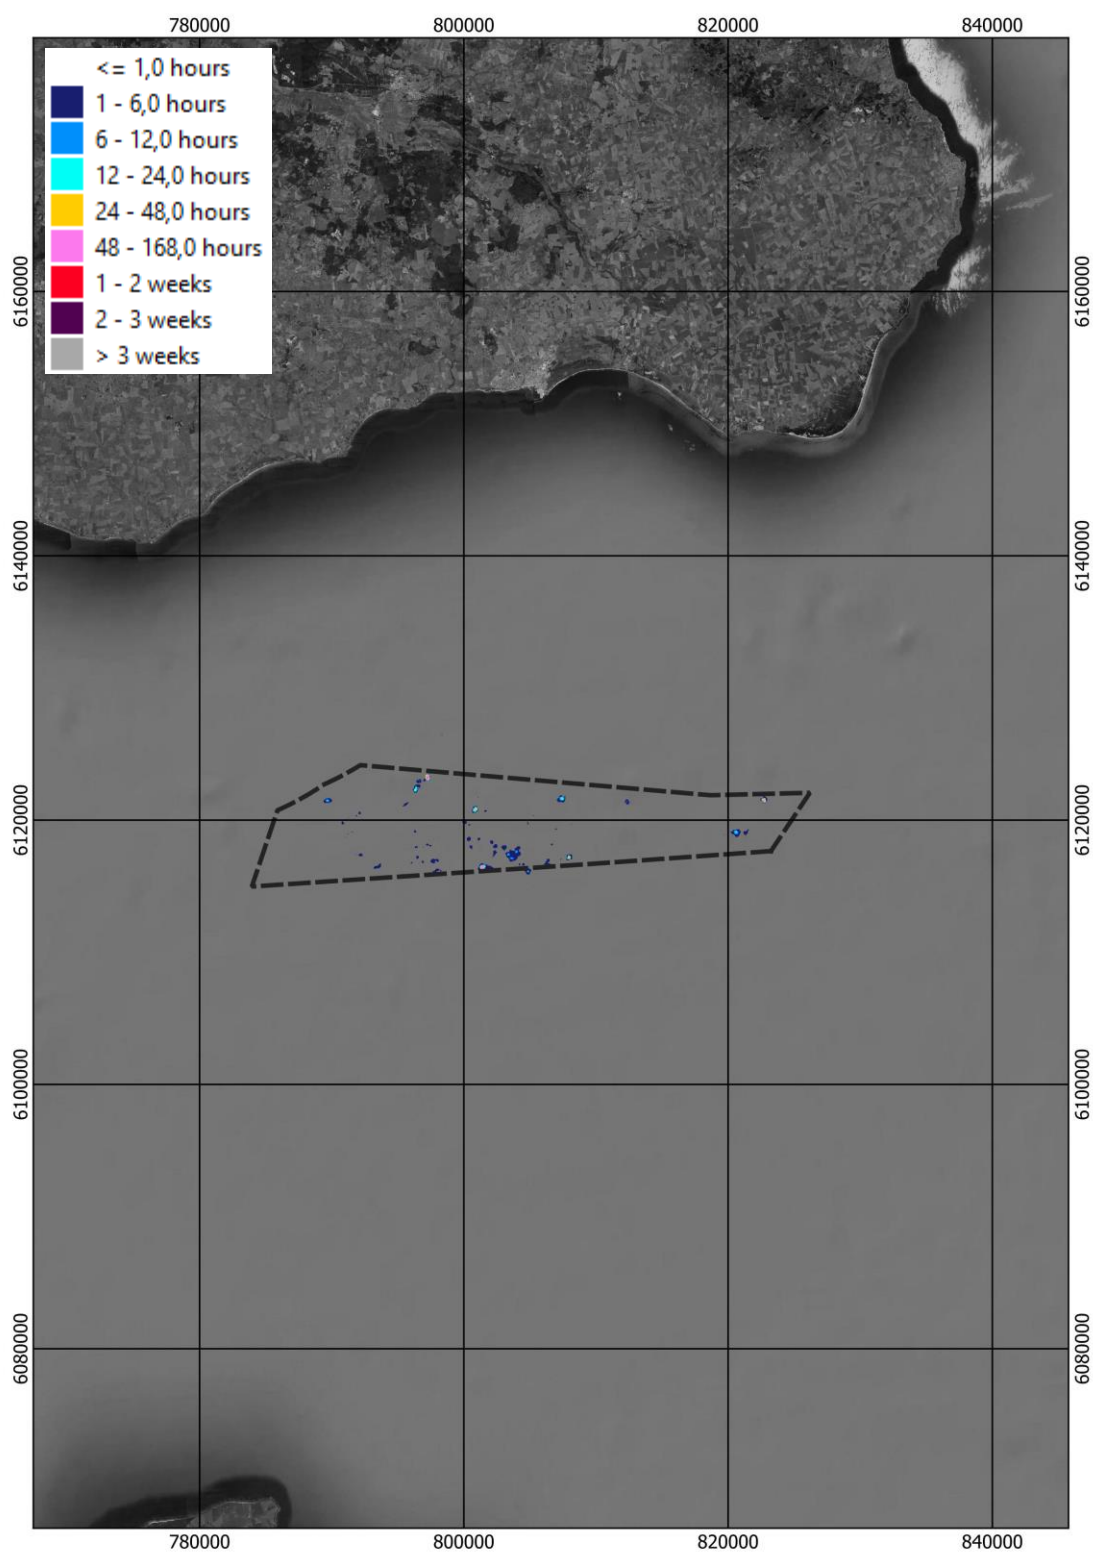 780000 800000 820000 840000
<= 1,0 hours
1 - 6,0 hours
6 - 12,0 hours
12 - 24,0 hours
24 - 48,0 hours
48 - 168,0 hours
1 - 2 weeks
2 - 3 weeks
> 3 weeks
6160000 6160000
6140000 6140000
6120000 6120000
6100000 6100000
6080000 6080000
780000 800000 820000 840000